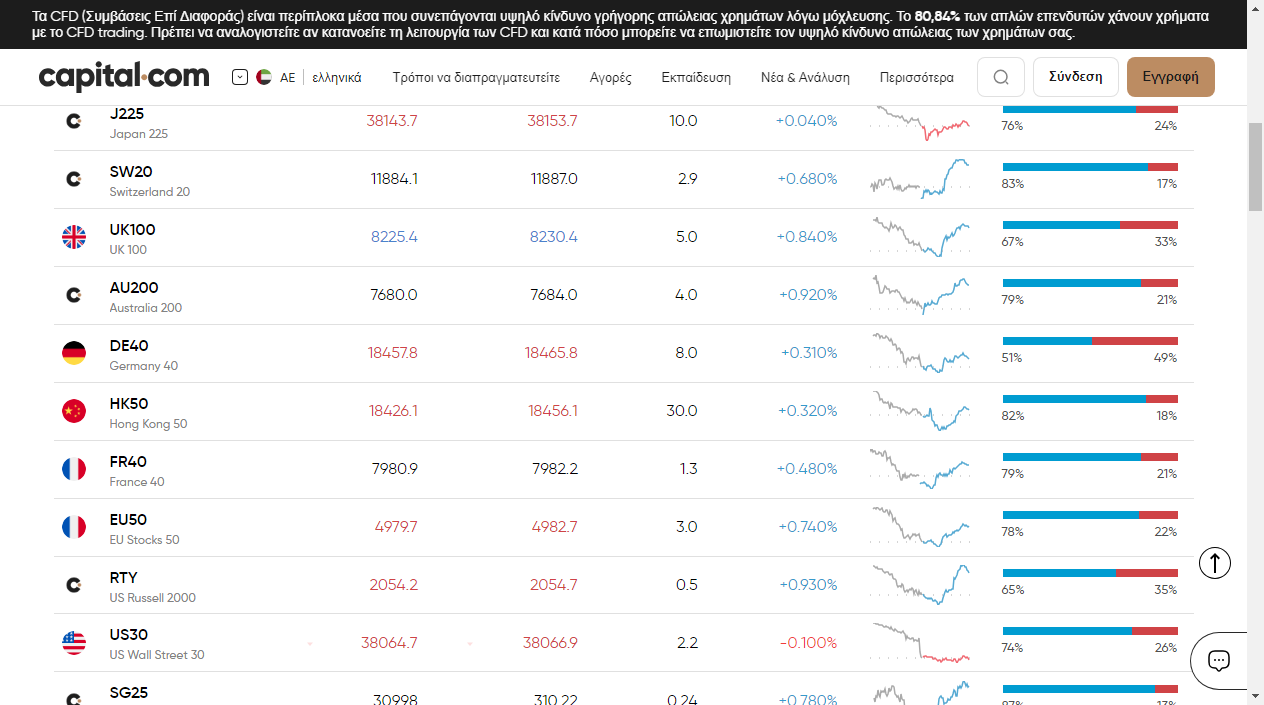 Τα CFD (Συμβάσεις Επί Διαφοράς) είναι περίπλοκα μέσα που συνεπάγονται υψηλό κίνδυνο γρήγορης απώλειας χρημάτων λόγω μόχλευσης. Το 80,84% των απλών επενδυτών χάνουν χρήματα
με το CFD trading. Πρέπει να αναλογιστείτε αν κατανοείτε τη λειτουργία των CFD και κατά πόσο μπορείτε να επωμιστείτε τον υψηλό κίνδυνο απώλειας των χρημάτων σας.
capital.com AE ελληνικά Τρόποι να διαπραγματευτείτε Αγορές Εκπαίδευση Νέα & Ανάλυση Περισσότερα Σύνδεση Εγγραφή
J225 38143.7 38153.7 10.0 +0.040%
Japan 225 76% 24%
SW20 11884.1 11887.0 2.9 +0.680%
Switzerland 20 83% 17%
UK100 8225.4 8230.4 5.0 +0.840%
UK 100 67% 33%
AU200 7680.0 7684.0 4.0 +0.920%
Australia 200 79% 21%
DE40 18457.8 18465.8 8.0 +0.310%
Germany 40 51% 49%
HK50 18426.1 18456.1 30.0 +0.320%
Hong Kong 50 82% 18%
FR40 7980.9 7982.2 1.3 +0.480%
France 40 79% 21%
EU50 4979.7 4982.7 3.0 +0.740%
EU Stocks 50 78% 22%
RTY 2054.2 2054.7 0.5 +0.930%
US Russell 2000 65% 35%
US30 38064.7 38066.9 2.2 -0.100%
US Wall Street 30 74% 26%
SG25 309.98 310.22 0.24 +0.780%